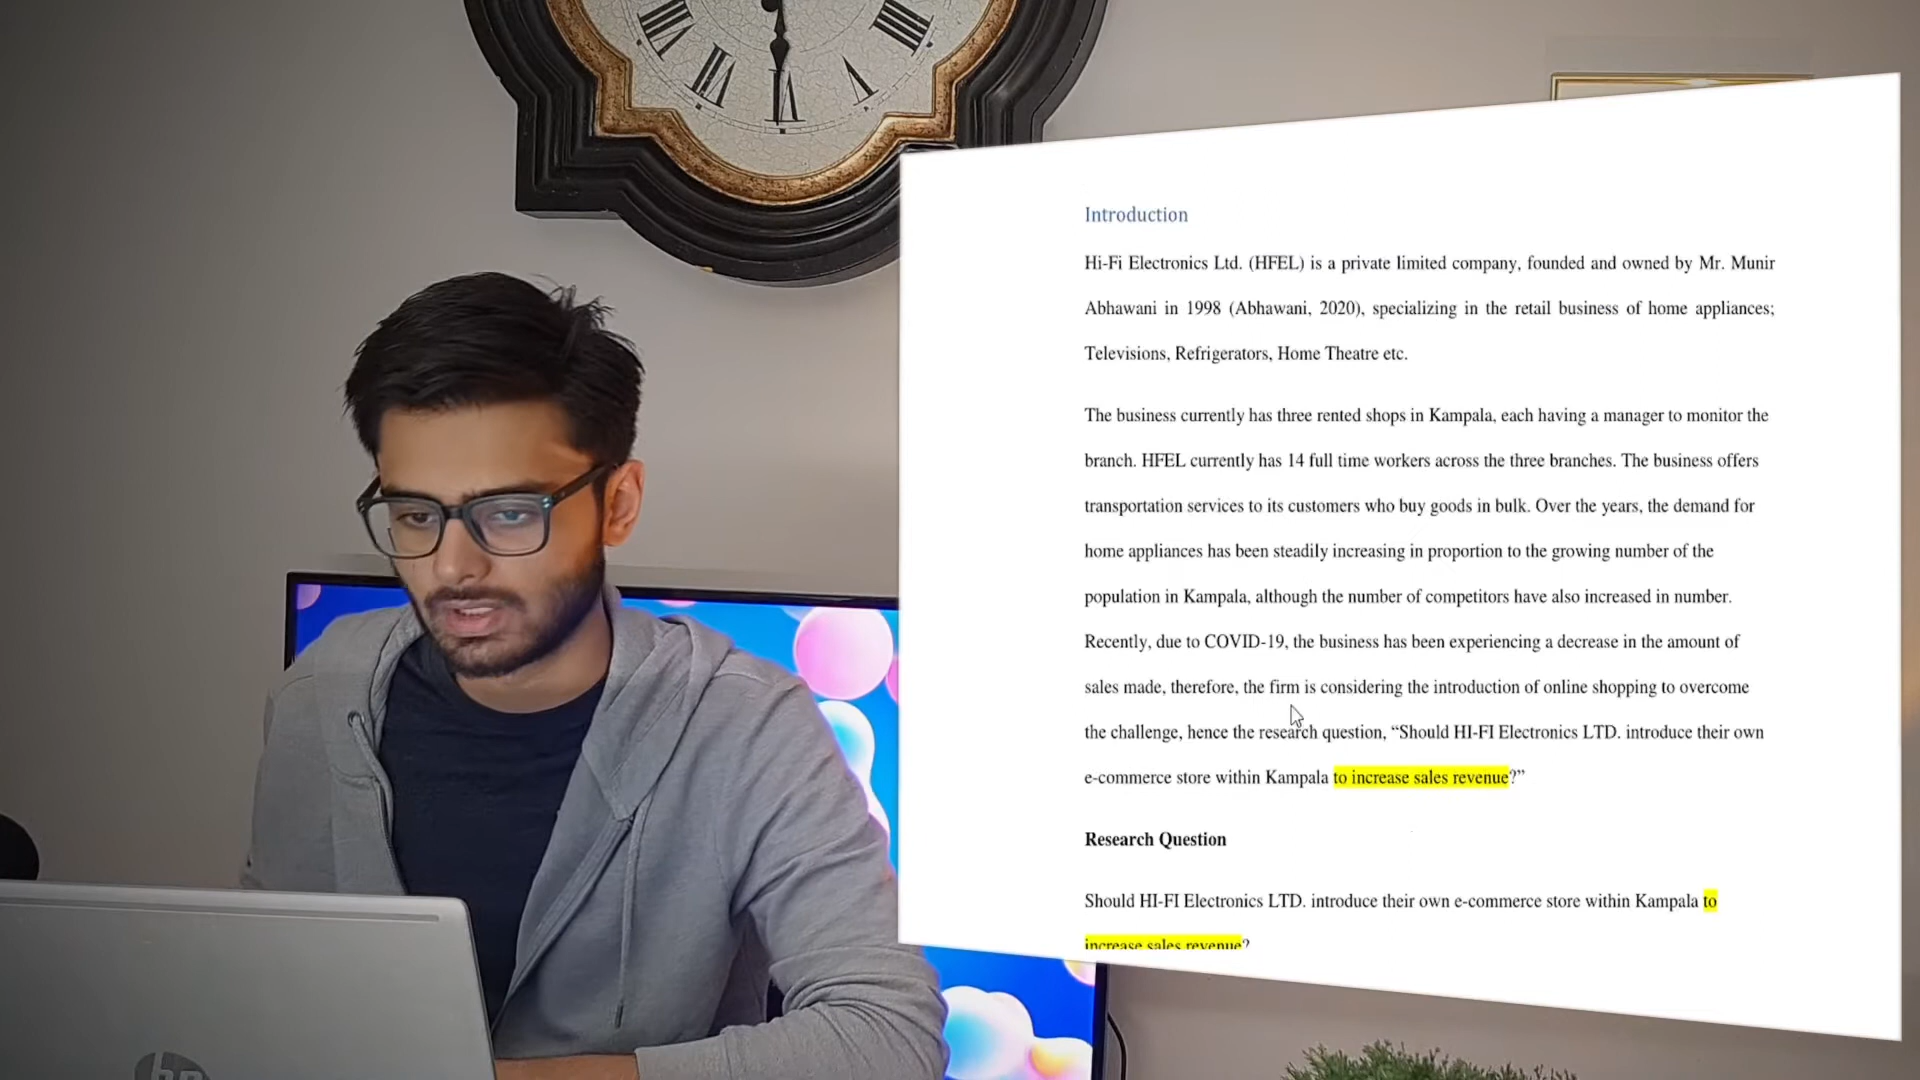 Introduction
Hi-Fi Electronics Ltd. (HFEL) is a private limited company, founded and owned by Mr. Munir
Abhawani in 1998 (Abhawani, 2020), specializing in the retail business of home appliances;
Televisions, Refrigerators, Home Theatre etc.
The business currently has three rented shops in Kampala, each having a manager to monitor the
branch. HFEL currently has 14 full time workers across the three branches. The business offers
transportation services to its customers who buy goods in bulk. Over the years, the demand for
home appliances has been steadily increasing in proportion to the growing number of the
population in Kampala, although the number of competitors have also increased in number.
Recently, due to COVID-19, the business has been experiencing a decrease in the amount of
sales made, therefore, the firm is considering the introduction of online shopping to overcome
the challenge, hence the research question, “Should HI-FI Electronics LTD. introduce their own
e-commerce store within Kampala to increase sales revenue?”
Research Question
Should HI-FI Electronics LTD. introduce their own e-commerce store within Kampala to
increase sales revenue?
III
IIII
V
VI
VII
VIII
hp